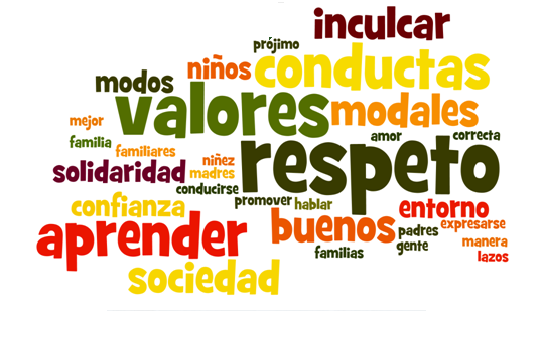 inculcar
prójimo
niños
conductas
modos
valores
modales
mejor
amor
correcta
familia
familiares
niñez
respeto
solidaridad
madres
conducirse
promover
hablar
confianza
entorno
aprender
buenos
padres
expresarse
gente
manera
familias
lazos
sociedad